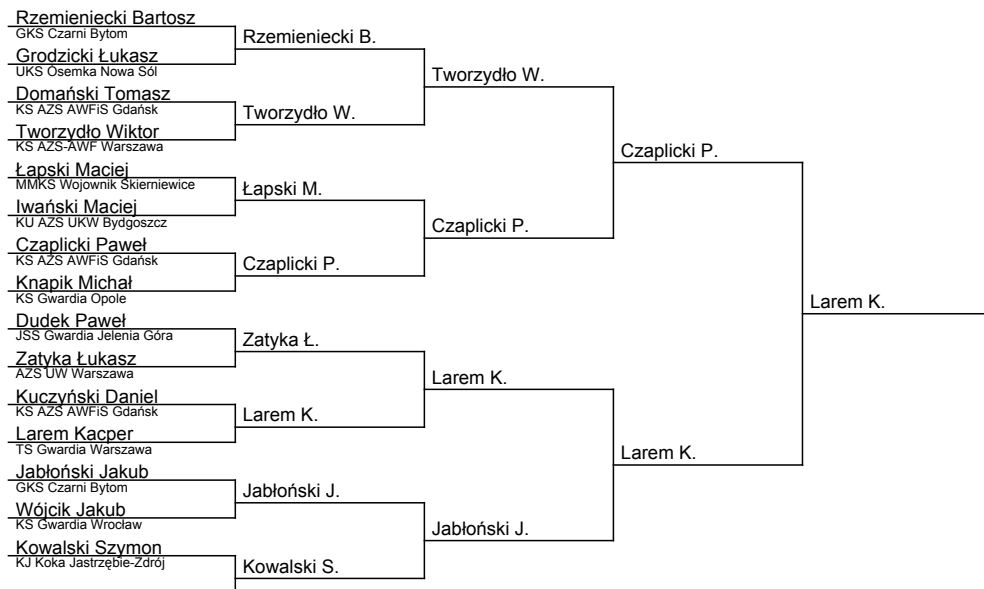 Rzemieniecki Bartosz
GKS Czarni Bytom
Rzemieniecki B.
Grodzicki Łukasz
UKS Ósemka Nowa Sól
Tworzydło W.
Domański Tomasz
KS AZS AWFiS Gdańsk
Tworzydło W.
Tworzydło Wiktor
KS AZS-AWF Warszawa
Czaplicki P.
Łapski Maciej
MMKS Wojownik Skierniewice
Łapski M.
Iwański Maciej
KU AZS UKW Bydgoszcz
Czaplicki P.
Czaplicki Paweł
KS AZS AWFiS Gdańsk
Czaplicki P.
Knapik Michał
KS Gwardia Opole
Larem K.
Dudek Paweł
JSS Gwardia Jelenia Góra
Zatyka Ł.
Zatyka Łukasz
AZS UW Warszawa
Larem K.
Kuczyński Daniel
KS AZS AWFiS Gdańsk
Larem K.
Larem Kacper
TS Gwardia Warszawa
Larem K.
Jabłoński Jakub
GKS Czarni Bytom
Jabłoński J.
Wójcik Jakub
KS Gwardia Wrocław
Jabłoński J.
Kowalski Szymon
KJ Koka Jastrzębie-Zdrój
Kowalski S.